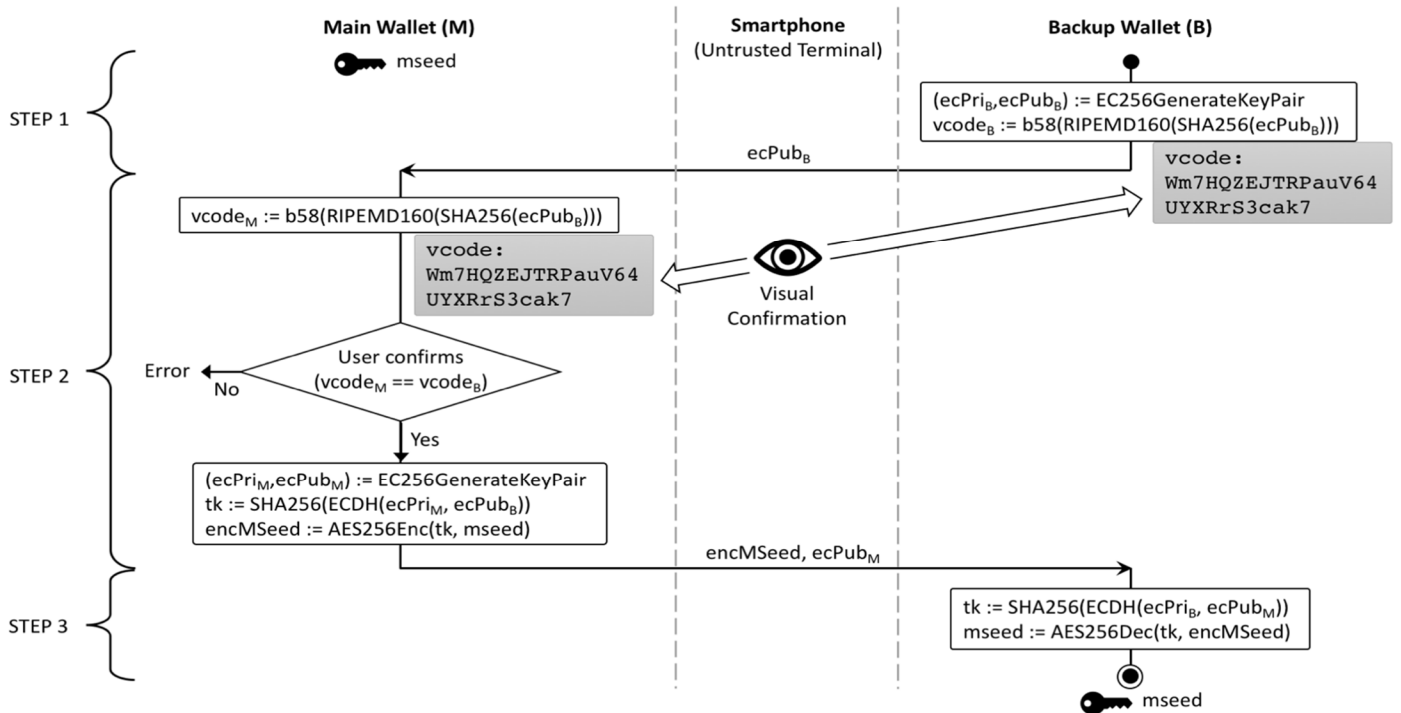 Main Wallet (M)
Smartphone
(Untrusted Terminal)
Backup Wallet (B)
mseed
STEP 1
(ecPriB,ecPubB) := EC256GenerateKeyPair
vcodeB := b58(RIPEMD160(SHA256(ecPubB)))
ecPubB
vcode:
Wm7HQZEJTRPauV64
UYXRrS3cak7
vcodeM := b58(RIPEMD160(SHA256(ecPubB)))
vcode:
Wm7HQZEJTRPauV64
UYXRrS3cak7
Visual
Confirmation
STEP 2
User confirms
(vcodeM == vcodeB)
Error
No
Yes
(ecPriM,ecPubM) := EC256GenerateKeyPair
tk := SHA256(ECDH(ecPriM, ecPubB))
encMSeed := AES256Enc(tk, mseed)
encMSeed, ecPubM
STEP 3
tk := SHA256(ECDH(ecPriB, ecPubM))
mseed := AES256Dec(tk, encMSeed)
mseed